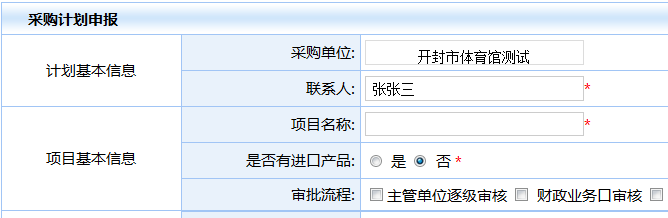 采购计划申报
计划基本信息
采购单位: 开封市体育馆测试
联系人: 张张三 *
项目基本信息
项目名称: *
是否有进口产品: 是 否 *
审批流程: 主管单位逐级审核 财政业务口审核